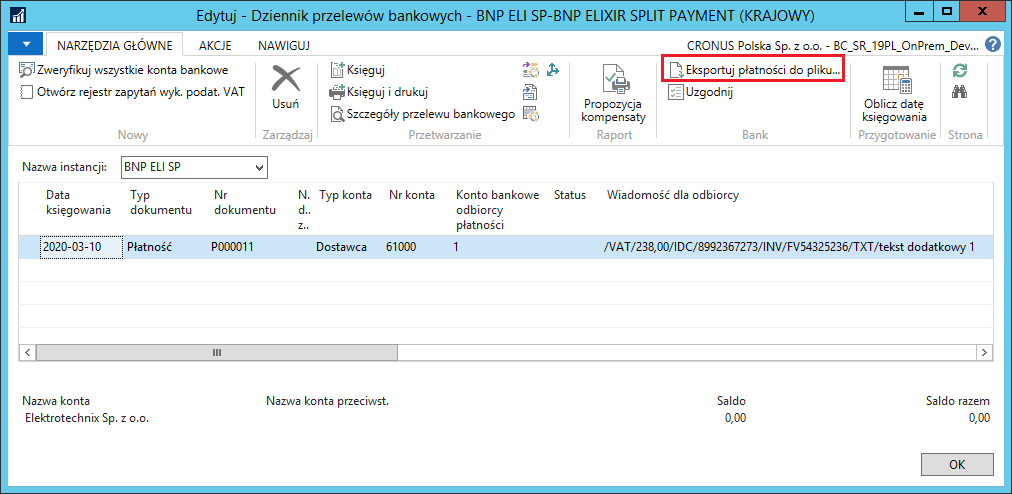 Edytuj - Dziennik przelewów bankowych - BNP ELI SP-BNP ELIXIR SPLIT PAYMENT (KRAJOWY)
NARZĘDZIA GŁÓWNE AKCJE NAWIGUJ CRONUS Polska Sp. z o.o. - BC_SR_19PL_OnPrem_Dev...
Zweryfikuj wszystkie konta bankowe
Otwórz rejestr zapytań wyk. podat. VAT
Nowy
Usuń
Zarządzaj
Księguj
Księguj i drukuj
Szczegóły przelewu bankowego
Przetwarzanie
Propozycja
kompensaty
Raport
Eksportuj płatności do pliku...
Uzgodnij
Bank
Oblicz datę
księgowania
Przygotowanie
Strona
Nazwa instancji: BNP ELI SP
Data
księgowania
Typ
dokumentu
Nr
dokumentu
N.
d..
z..
Typ konta
Nr konta
Konto bankowe
odbiorcy
płatności
Status
Wiadomość dla odbiorcy
2020-03-10 Płatność P000011 Dostawca 61000 1 /VAT/238,00/IDC/8992367273/INV/FV54325236/TXT/tekst dodatkowy 1
Nazwa konta Nazwa konta przeciwst. Saldo Saldo razem
Elektrotechnix Sp. z o.o. 0,00 0,00
OK